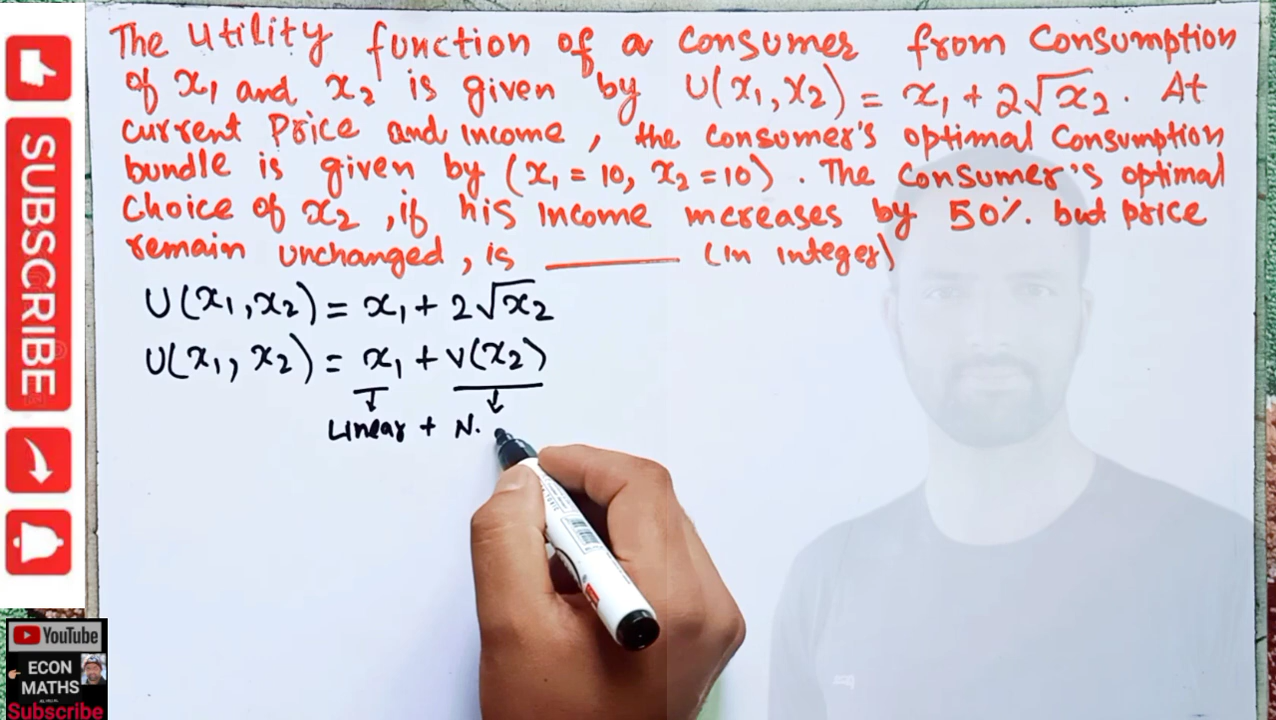 The Utility function of a Consumer from Consumption
of x₁ and x₂ is given by U(x₁, x₂) = x₁ + 2√x₂. At
current Price and income, the consumer's optimal Consumption
bundle is given by (x₁ = 10, x₂ = 10). The Consumer's optimal
choice of x₂, if his income increases by 50% but price
remain unchanged, is ______ (in integer)
U(x₁, x₂) = x₁ + 2√x₂
U(x₁, x₂) = x₁ + v(x₂)
Linear + N.
SUBSCRIBE
YouTube
ECON
MATHS
Subscribe